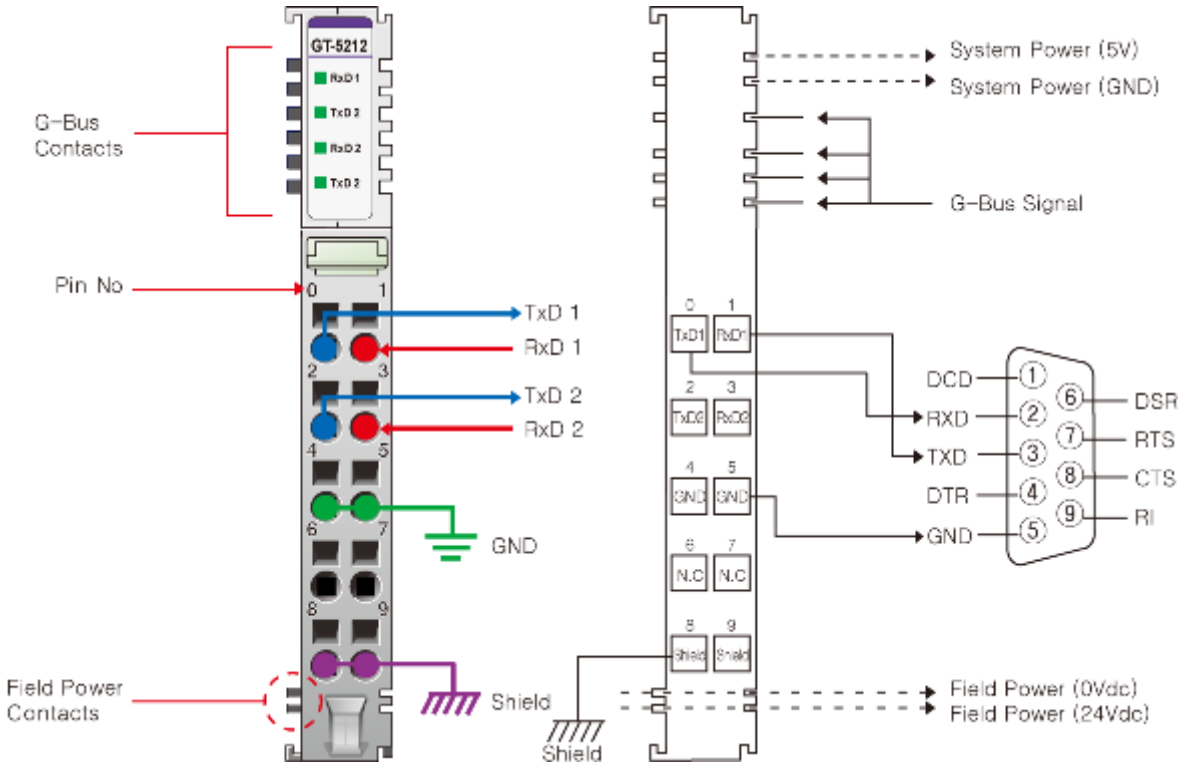 GT-5212
RxD 1
TxD 2
RxD 2
TxD 2
G-Bus
Contacts
Pin No
0 1
TxD 1
RxD 1
2 3
TxD 2
RxD 2
4 5
6 7
GND
8 9
Field Power
Contacts
Shield
System Power (5V)
System Power (GND)
G-Bus Signal
0 1
TxD1 RxD1
2 3
TxD2 RxD2
4 5
GND GND
6 7
N.C N.C
8 9
Shield Shield
Shield
DCD 1
RXD 2
TXD 3
DTR 4
GND 5
6 DSR
7 RTS
8 CTS
9 RI
Field Power (0Vdc)
Field Power (24Vdc)